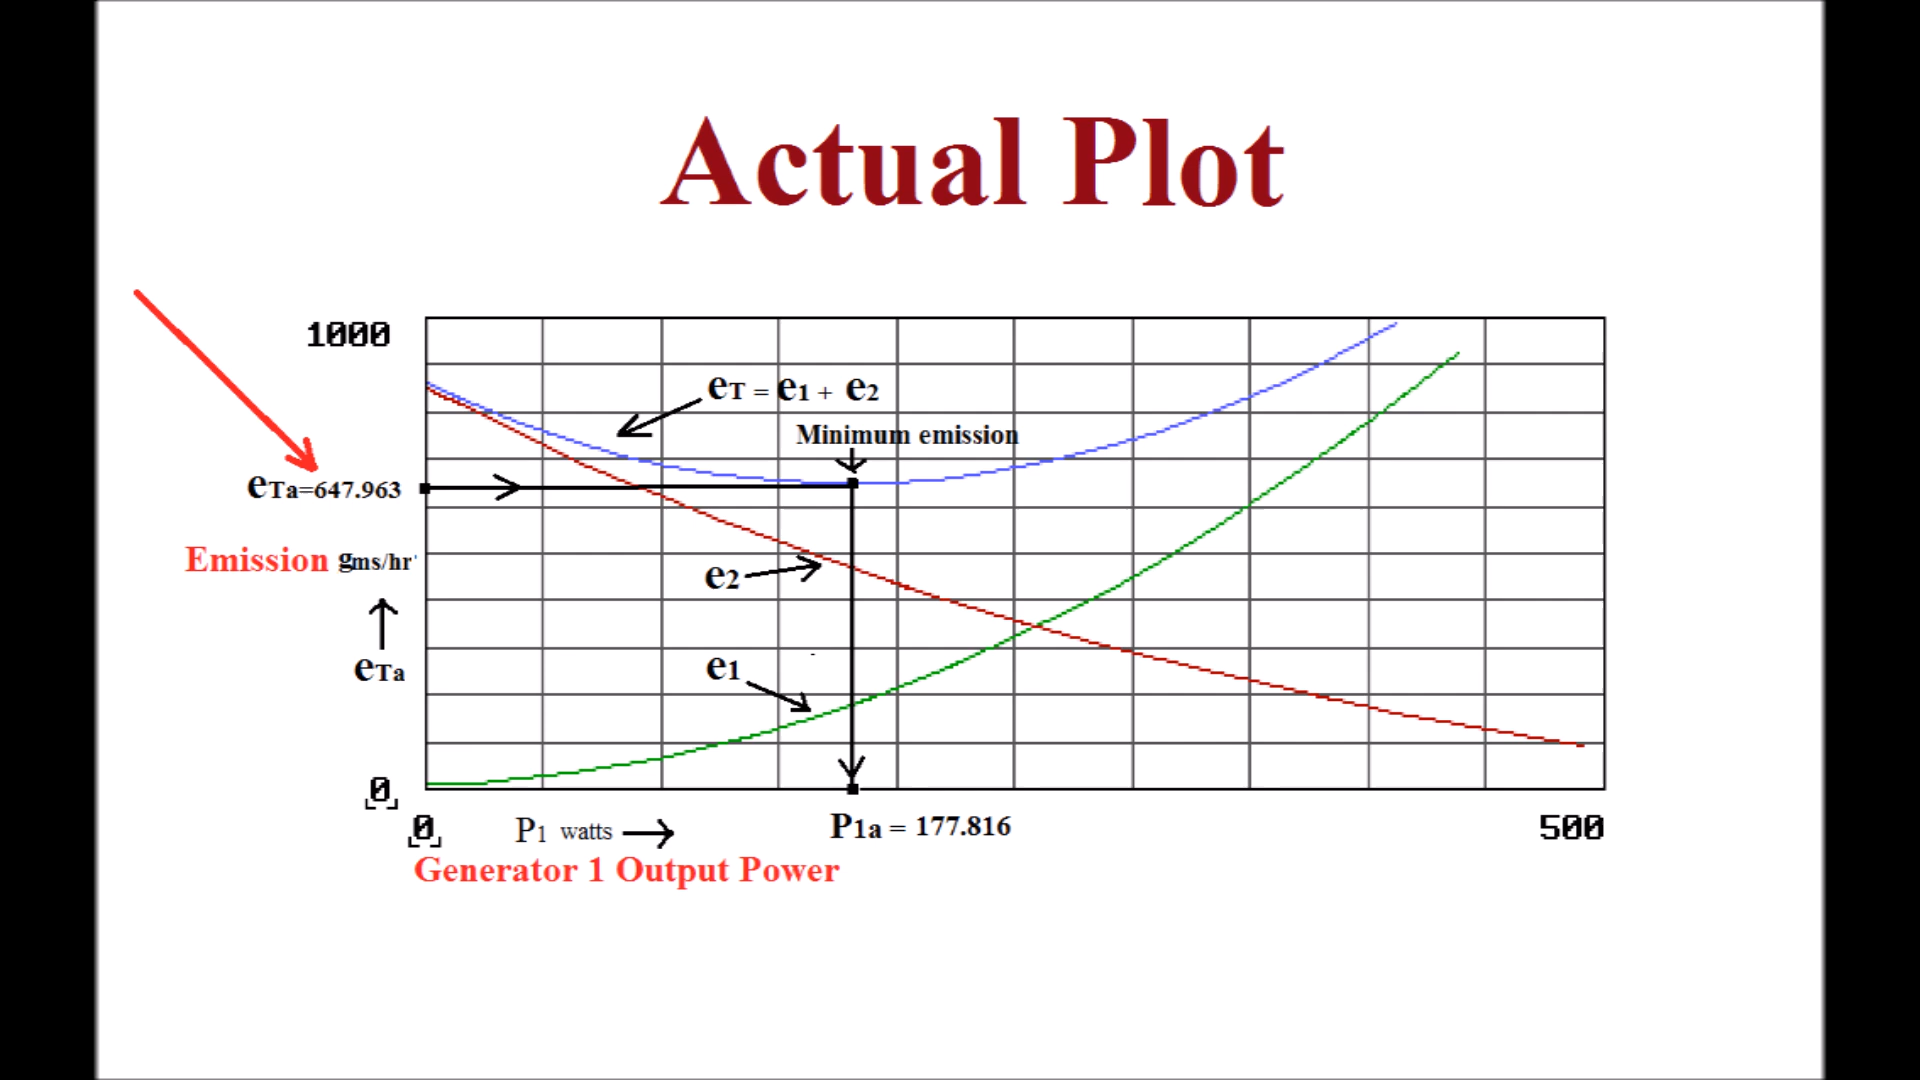 Actual Plot
1000
eT = e1 + e2
Minimum emission
eTa=647.963
Emission gms/hr
e2
e1
eTa
0
0
P1 watts
P1a = 177.816
500
Generator 1 Output Power